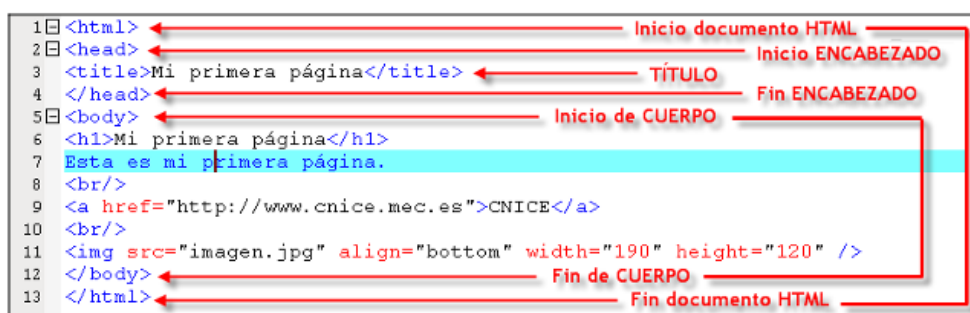 1 <html> Inicio documento HTML
2 <head> Inicio ENCABEZADO
3 <title>Mi primera página</title> TÍTULO
4 </head> Fin ENCABEZADO
5 <body> Inicio de CUERPO
6 <h1>Mi primera página</h1>
7 Esta es mi primera página.
8 <br/>
9 <a href="http://www.cnice.mec.es">CNICE</a>
10 <br/>
11 <img src="imagen.jpg" align="bottom" width="190" height="120" />
12 </body> Fin de CUERPO
13 </html> Fin documento HTML